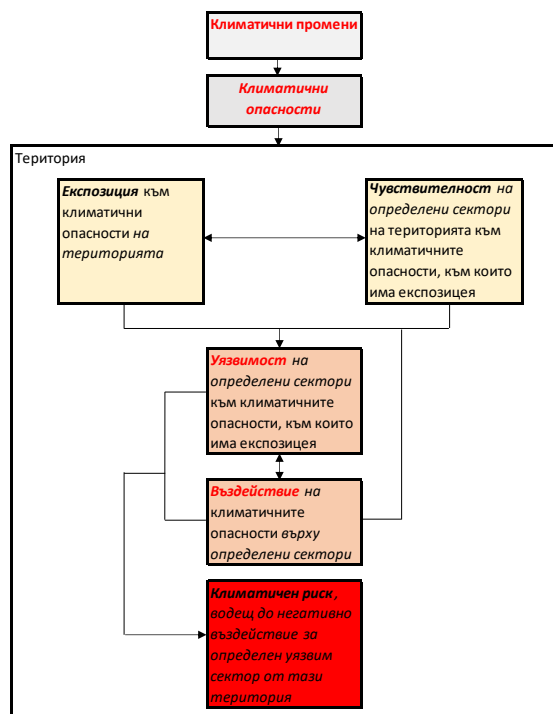 Климатични промени
Климатични
опасности
Територия
Експозиция към
климатични
опасности на
територията
Чувствителност на
определени сектори
на територията към
климатичните
опасности, към които
има експозицея
Уязвимост на
определени сектори
към климатичните
опасности, към които
има експозицея
Въздействие на
климатичните
опасности върху
определени сектори
Климатичен риск,
водещ до негативно
въздействие за
определен уязвим
сектор от тази
територия